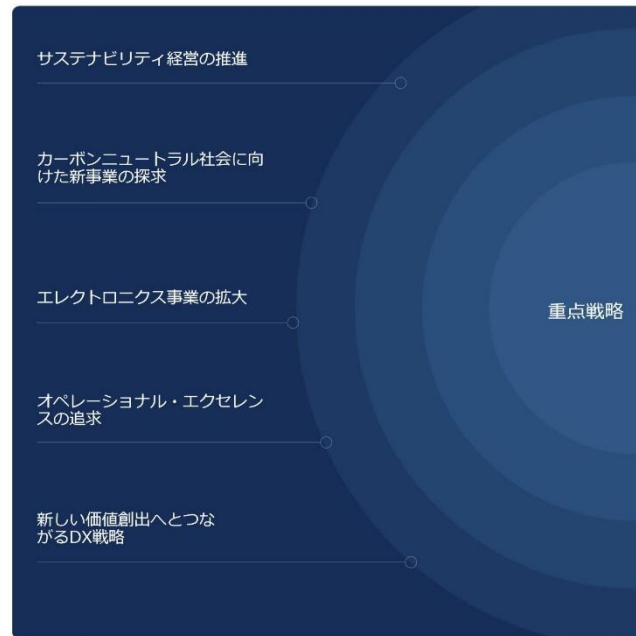 サステナビリティ経営の推進
カーボンニュートラル社会に向
けた新事業の探求
エレクトロニクス事業の拡大
重点戦略
オペレーショナル・エクセレン
スの追求
新しい価値創出へとつな
がるDX戦略